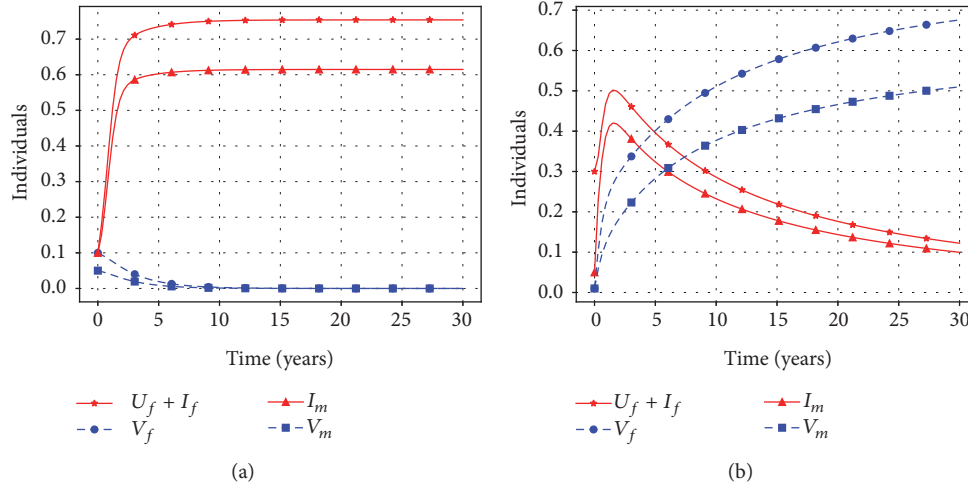 Individuals
0.7
0.6
0.5
0.4
0.3
0.2
0.1
0.0
0 5 10 15 20 25 30
Time (years)
U_f + I_f
I_m
V_f
V_m
(a)
Individuals
0.7
0.6
0.5
0.4
0.3
0.2
0.1
0.0
0 5 10 15 20 25 30
Time (years)
U_f + I_f
I_m
V_f
V_m
(b)